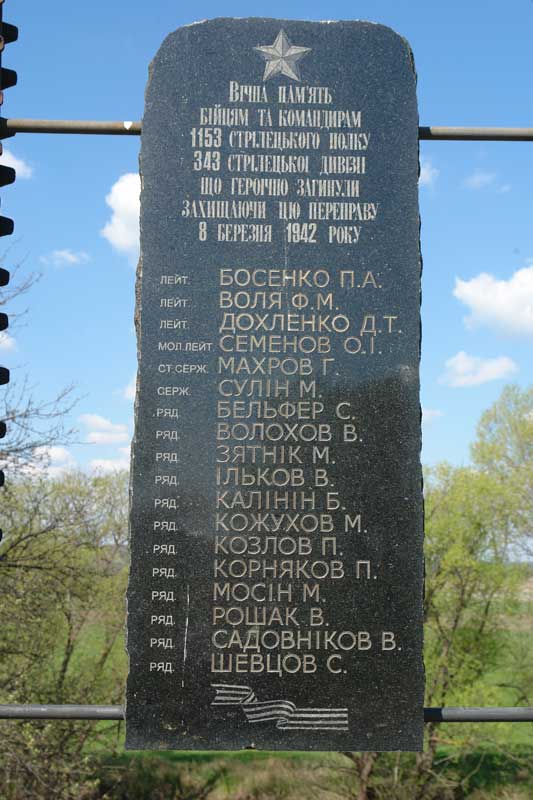 Вічна пам'ять
бійцям та командирам
1153 стрілецького полку
343 стрілецької дивізії
що героїчно загинули
захищаючи цю переправу
8 березня 1942 року
ЛЕЙТ. БОСЕНКО П.А.
ЛЕЙТ. ВОЛЯ Ф.М.
ЛЕЙТ. ДОХЛЕНКО Д.Т.
МОЛ.ЛЕЙТ. СЕМЕНОВ О.І.
СТ.СЕРЖ. МАХРОВ Г.
СЕРЖ. СУЛІН М.
РЯД. БЕЛЬФЕР С.
РЯД. ВОЛОХОВ В.
РЯД. ЗЯТНІК М.
РЯД. ІЛЬКОВ В.
РЯД. КАЛІНІН Б.
РЯД. КОЖУХОВ М.
РЯД. КОЗЛОВ П.
РЯД. КОРНЯКОВ П.
РЯД. МОСІН М.
РЯД. РОШАК В.
РЯД. САДОВНІКОВ В.
РЯД. ШЕВЦОВ С.